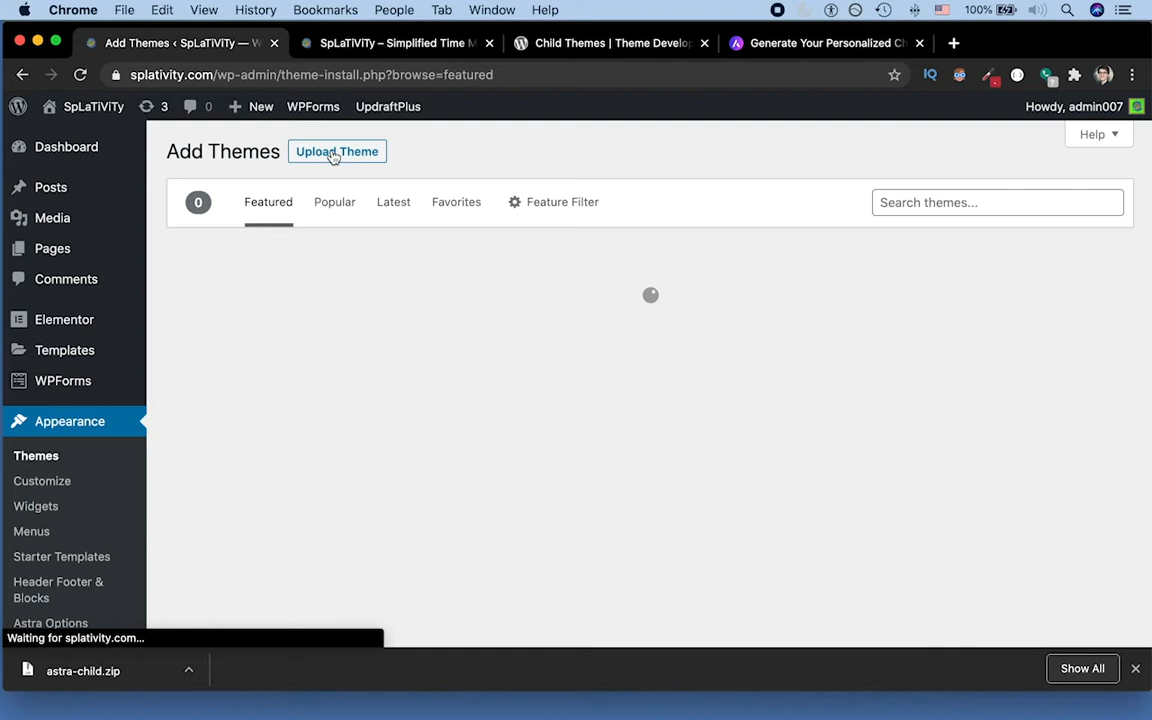 Chrome File Edit View History Bookmarks People Tab Window Help 100%
Add Themes ‹ SpLaTiViTy — W SpLaTiViTy – Simplified Time M Child Themes | Theme Develop Generate Your Personalized Ch
splativity.com/wp-admin/theme-install.php?browse=featured IQ 7
SpLaTiViTy 3 0 New WPForms UpdraftPlus Howdy, admin007
Help
Add Themes Upload Theme
0 Featured Popular Latest Favorites Feature Filter Search themes...
Dashboard
Posts
Media
Pages
Comments
Elementor
Templates
WPForms
Appearance
Themes
Customize
Widgets
Menus
Starter Templates
Header Footer &
Blocks
Astra Options
Waiting for splativity.com...
astra-child.zip Show All